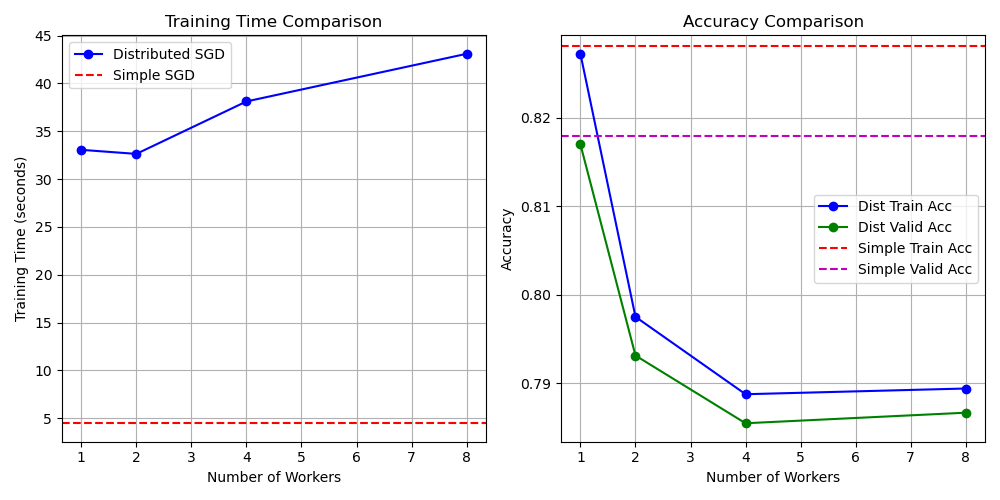 Training Time Comparison
45
40
35
30
25
20
15
10
5
Training Time (seconds)
Distributed SGD
Simple SGD
1 2 3 4 5 6 7 8
Number of Workers
Accuracy Comparison
0.82
0.81
0.80
0.79
Accuracy
Dist Train Acc
Dist Valid Acc
Simple Train Acc
Simple Valid Acc
1 2 3 4 5 6 7 8
Number of Workers